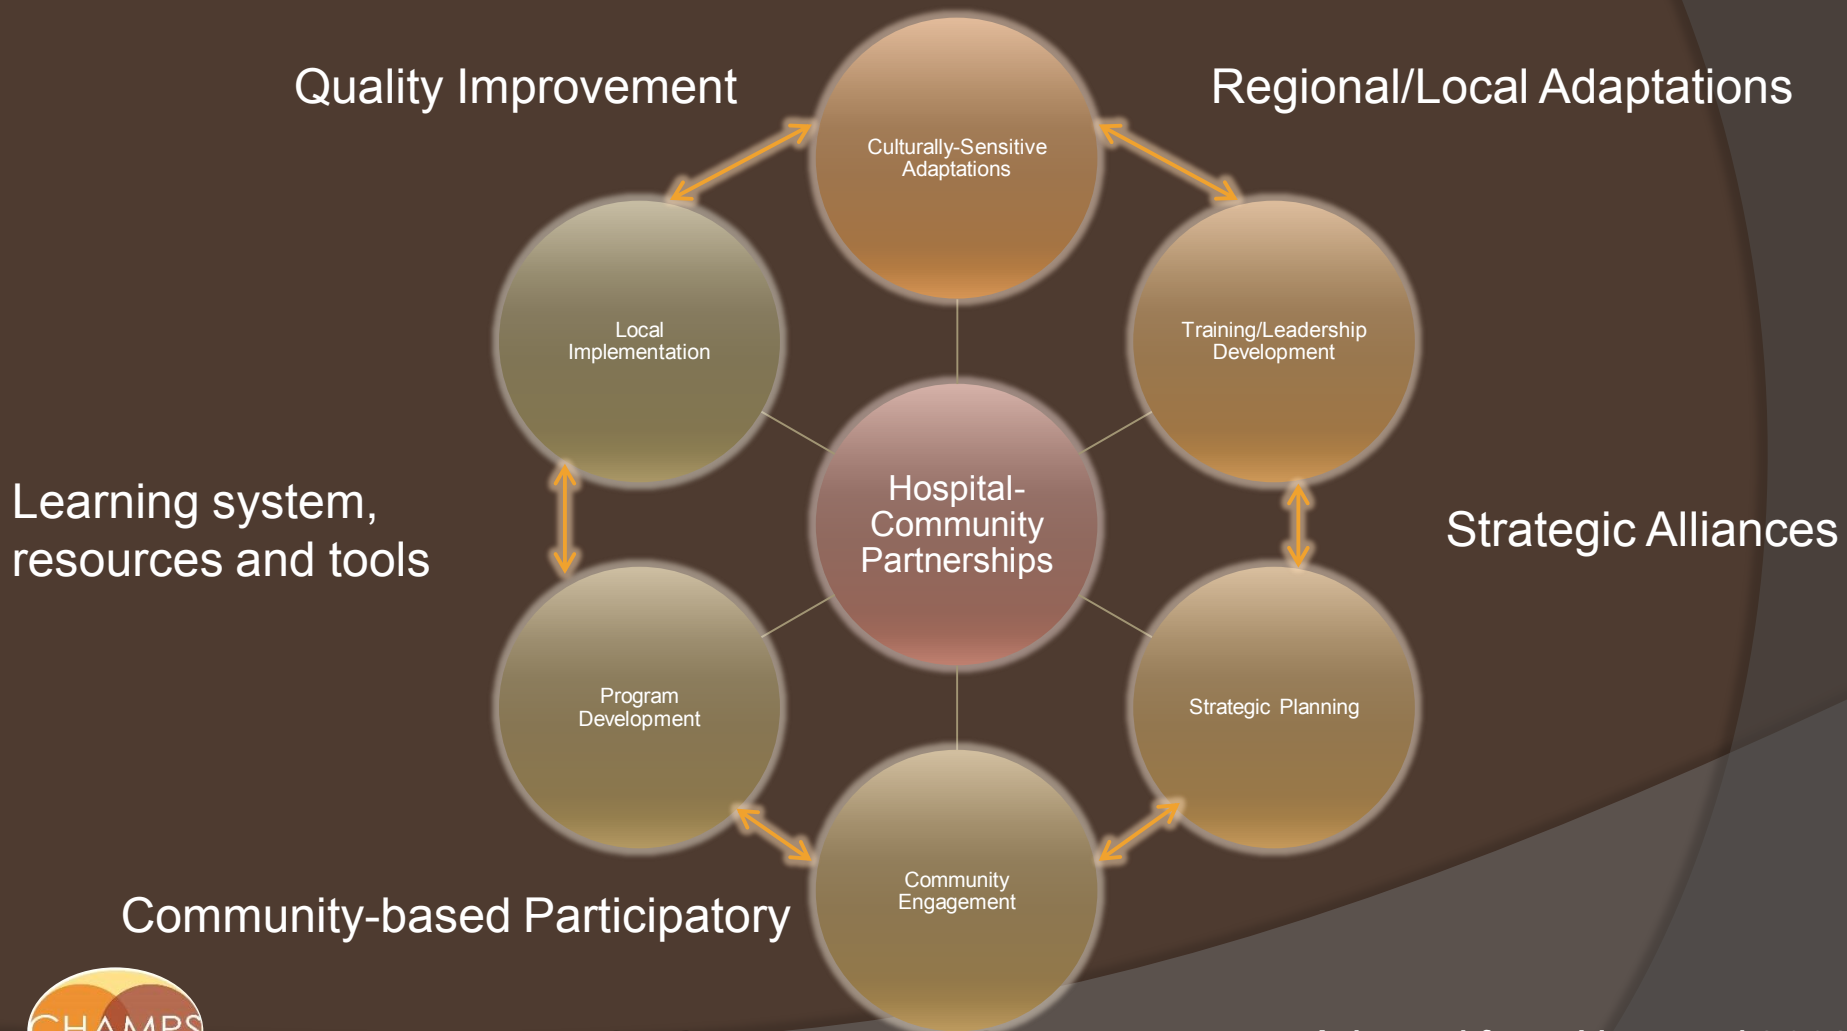 Quality Improvement
Regional/Local Adaptations
Culturally-Sensitive
Adaptations
Local
Implementation
Training/Leadership
Development
Learning system,
resources and tools
Hospital-
Community
Partnerships
Strategic Alliances
Program
Development
Strategic Planning
Community
Engagement
Community-based Participatory
CHAMPS